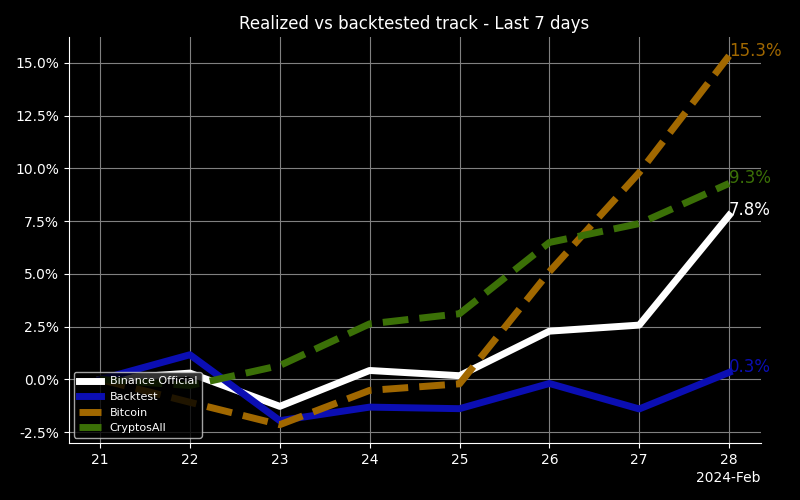 Realized vs backtested track - Last 7 days
15.0%
12.5%
10.0%
7.5%
5.0%
2.5%
0.0%
-2.5%
15.3%
9.3%
7.8%
0.3%
Binance Official
Backtest
Bitcoin
CryptosAll
21 22 23 24 25 26 27 28
2024-Feb